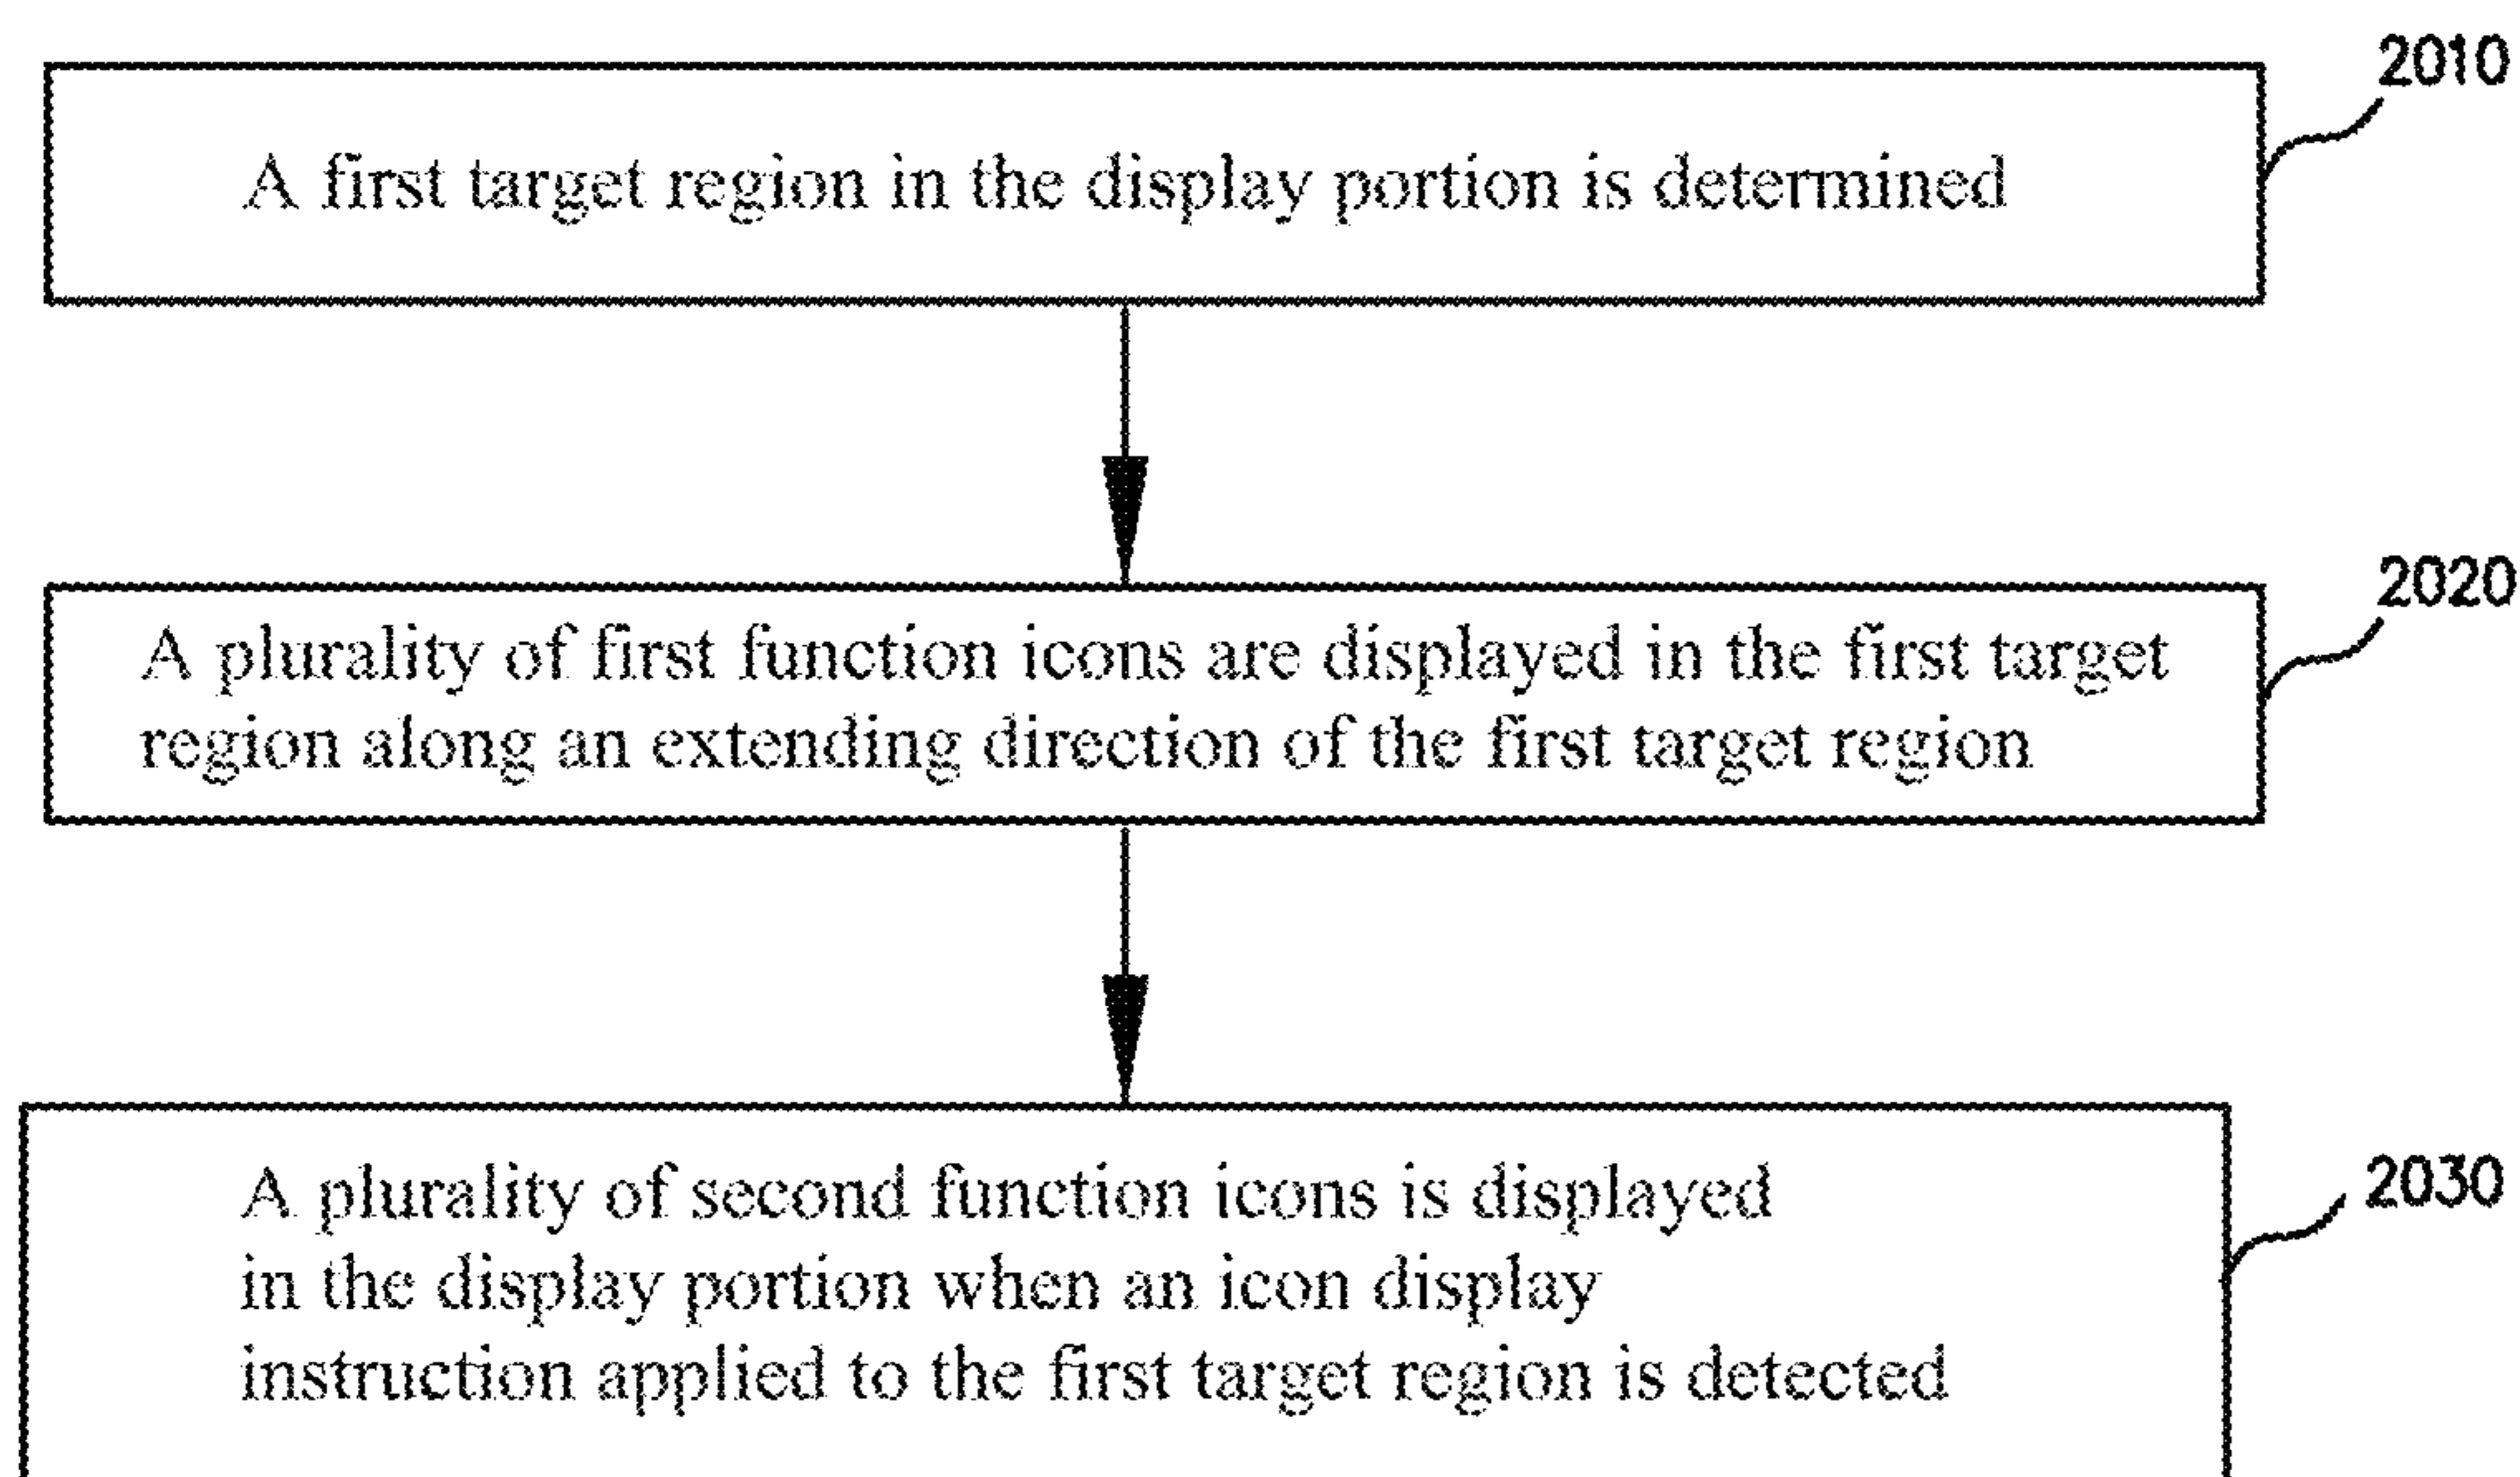 2010
A first target region in the display portion is determined
2020
A plurality of first function icons are displayed in the first target
region along an extending direction of the first target region
2030
A plurality of second function icons is displayed
in the display portion when an icon display
instruction applied to the first target region is detected